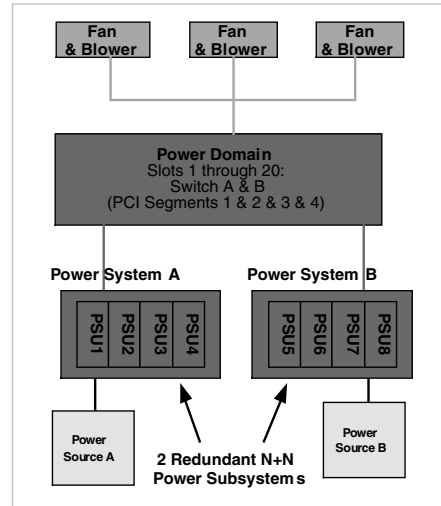 Fan
& Blower
Fan
& Blower
Fan
& Blower
Power Domain
Slots 1 through 20:
Switch A & B
(PCI Segments 1 & 2 & 3 & 4)
Power System A
Power System B
PSU1
PSU2
PSU3
PSU4
PSU5
PSU6
PSU7
PSU8
Power
Source A
2 Redundant N+N
Power Subsystems
Power
Source B